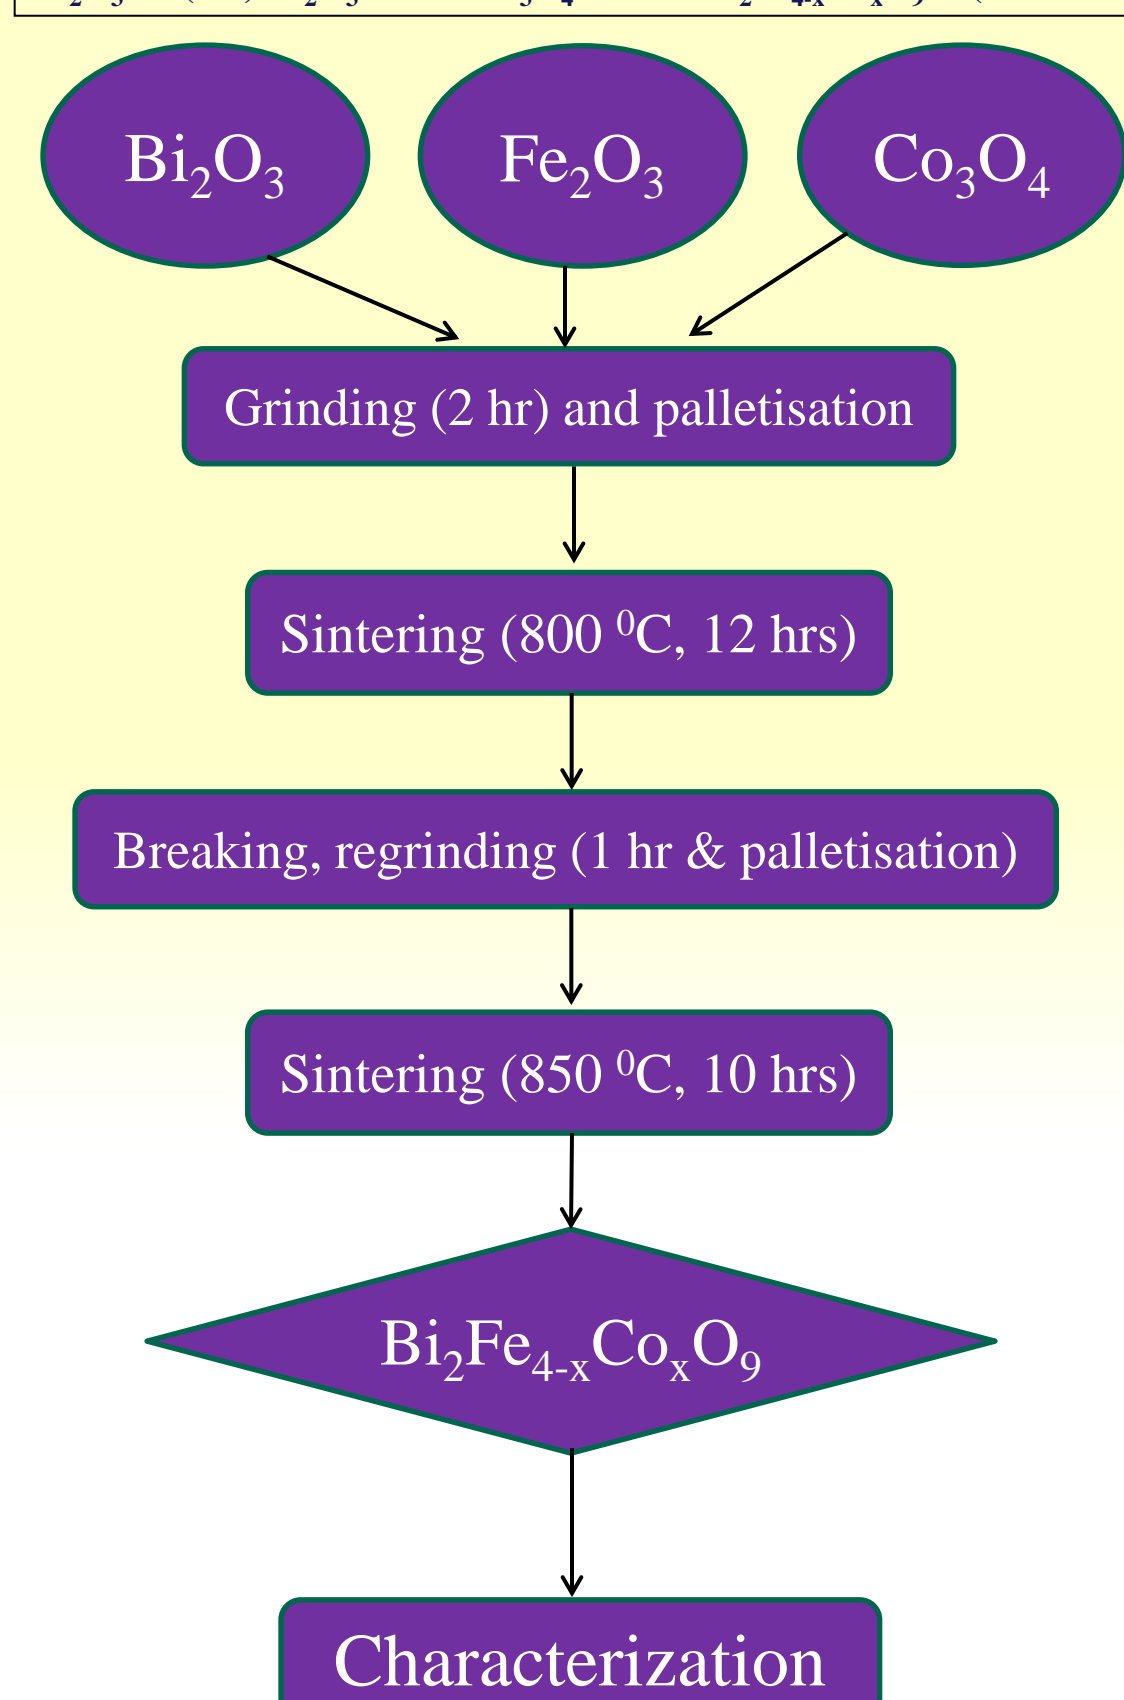 Bi₂O₃ Fe₂O₃ Co₃O₄
Grinding (2 hr) and palletisation
Sintering (800 ⁰C, 12 hrs)
Breaking, regrinding (1 hr & palletisation)
Sintering (850 ⁰C, 10 hrs)
Bi₂Fe₄₋ₓCoₓO₉
Characterization